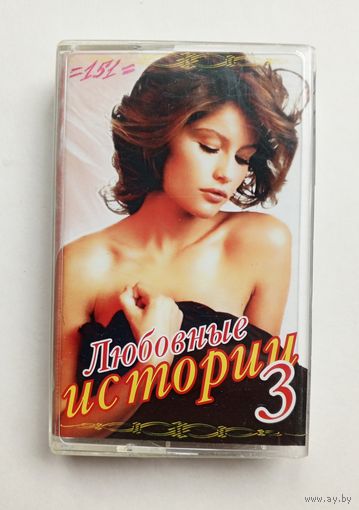 =151=
Любовные
истории
3
www.ay.by